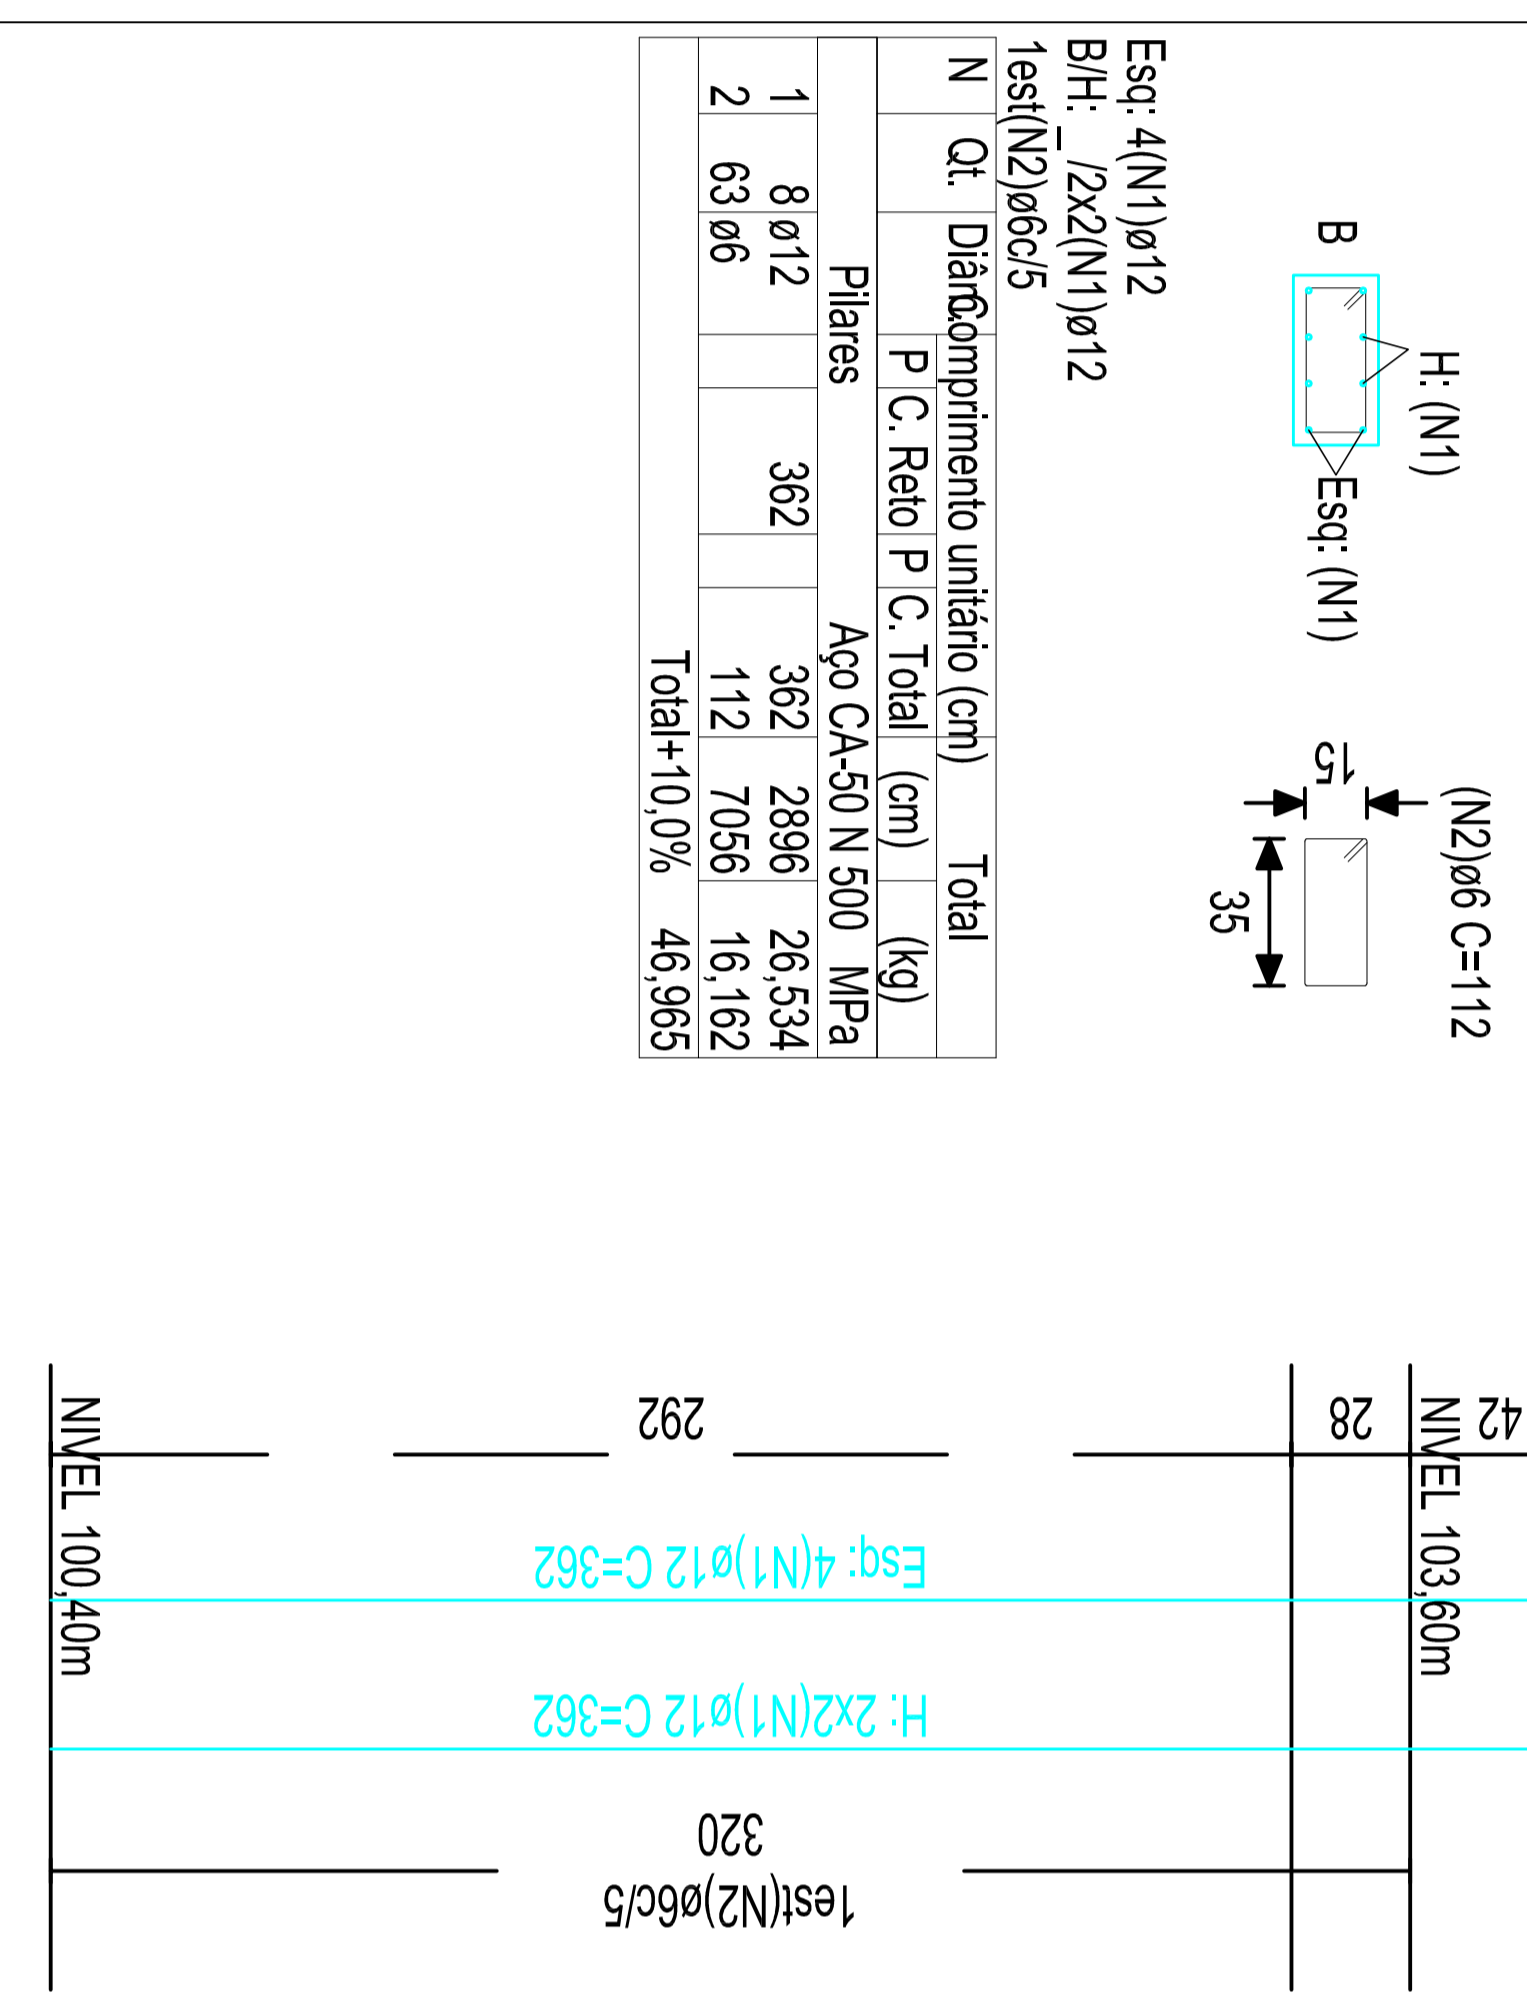 B
H: (N1)
Esq: (N1)
15
35
(N2)ø6 C=112
Esq: 4(N1)ø12
B/H: _ /2x2(N1)ø12
1est(N2)ø6c/5
N Qt. Diâm. Comprimento unitário (cm) Total
P C. Reto P C. Total (cm) (kg)
Pilares Aço CA-50 N 500 MPa
1 8 ø12 362 362 2896 26,534
2 63 ø6 112 7056 16,162
Total+10,0% 46,965
42
NIVEL 103,60m
28
292
NIVEL 100,40m
Esq: 4(N1)ø12 C=362
H: 2x2(N1)ø12 C=362
320
1est(N2)ø6c/5